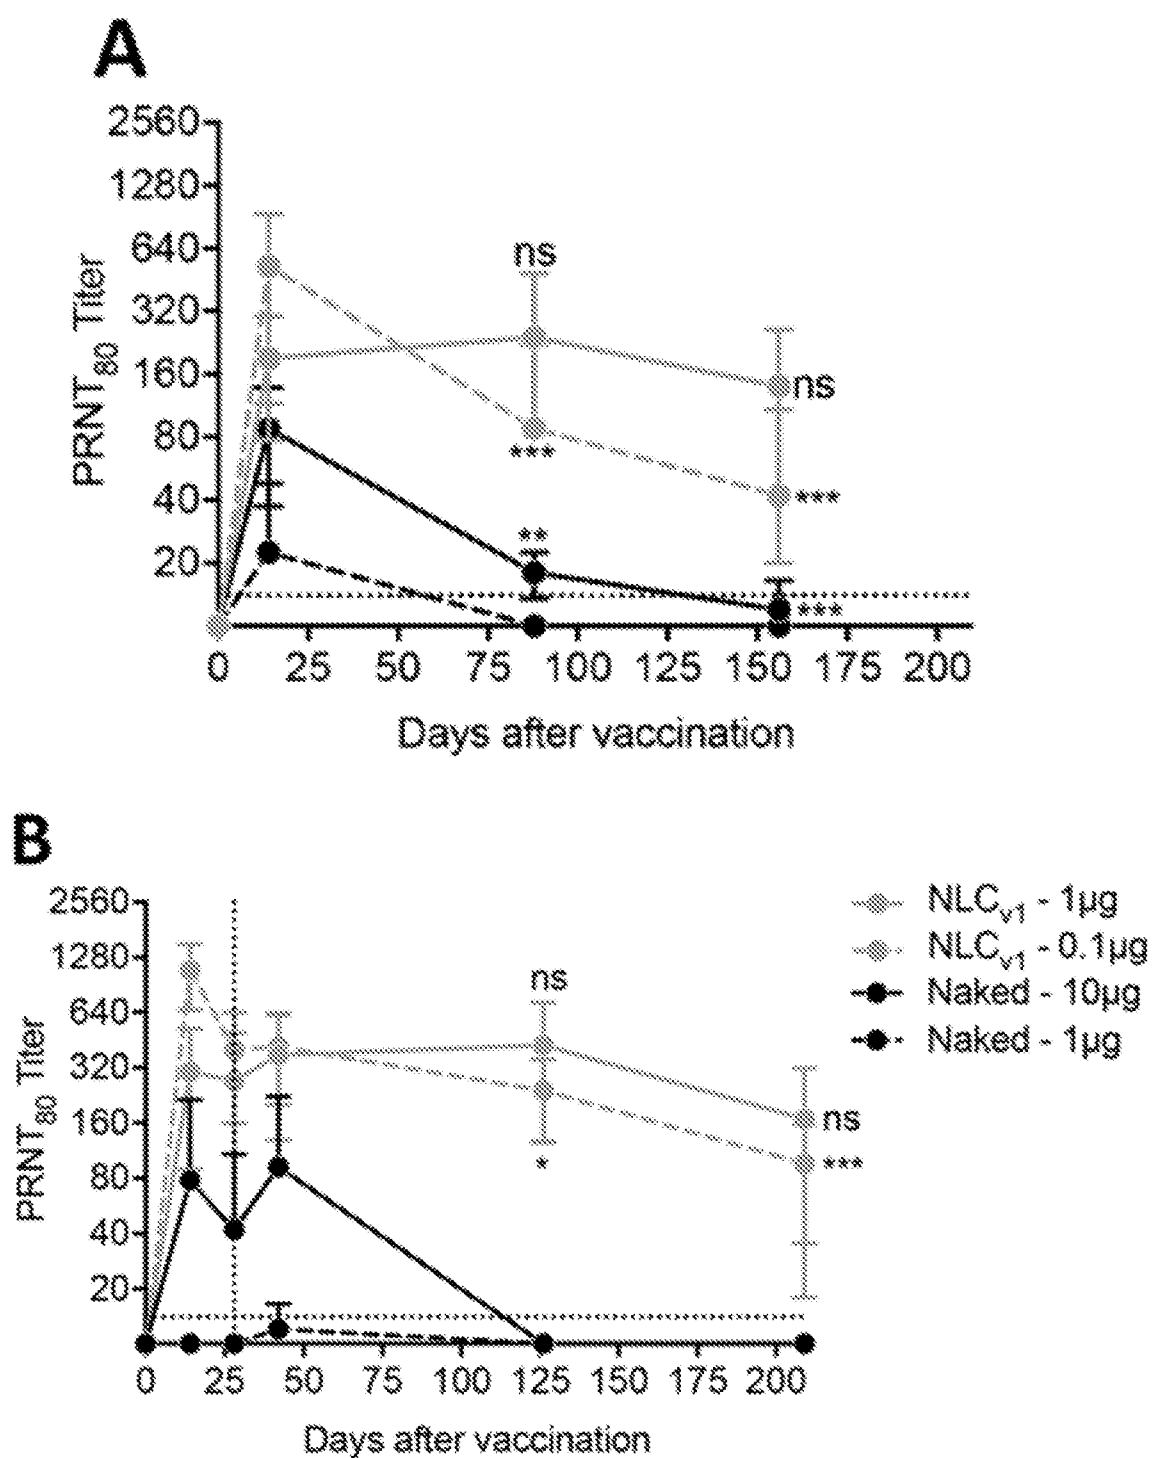 A
2560
1280
640
320
160
80
40
20
PRNT80 Titer
ns
ns
***
***
**
***
0 25 50 75 100 125 150 175 200
Days after vaccination
B
2560
1280
640
320
160
80
40
20
PRNT80 Titer
ns
*
ns
***
0 25 50 75 100 125 150 175 200
Days after vaccination
NLCv1 - 1µg
NLCv1 - 0.1µg
Naked - 10µg
Naked - 1µg